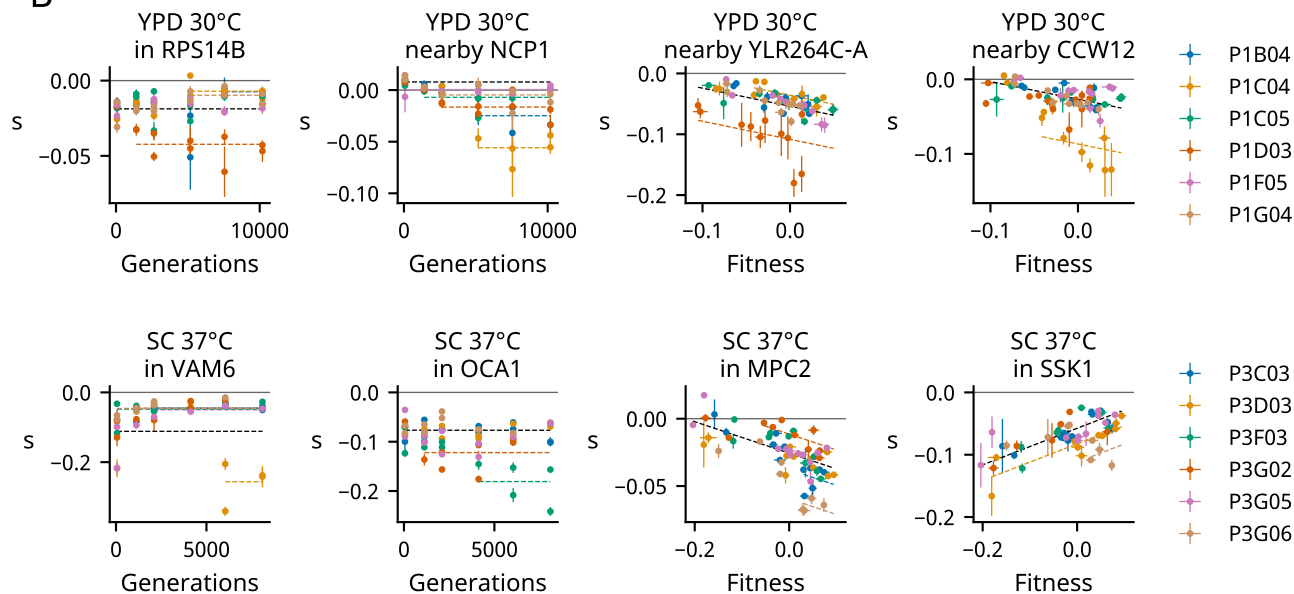 YPD 30°C
in RPS14B
0.00
−0.05
s
0
10000
Generations
YPD 30°C
nearby NCP1
0.00
−0.05
−0.10
s
0
10000
Generations
YPD 30°C
nearby YLR264C-A
0.0
−0.1
−0.2
s
−0.1
0.0
Fitness
YPD 30°C
nearby CCW12
0.0
−0.1
s
−0.1
0.0
Fitness
P1B04
P1C04
P1C05
P1D03
P1F05
P1G04
SC 37°C
in VAM6
0.0
−0.2
s
0
5000
Generations
SC 37°C
in OCA1
0.0
−0.1
−0.2
s
0
5000
Generations
SC 37°C
in MPC2
0.00
−0.05
s
−0.2
0.0
Fitness
SC 37°C
in SSK1
0.0
−0.1
−0.2
s
−0.2
0.0
Fitness
P3C03
P3D03
P3F03
P3G02
P3G05
P3G06